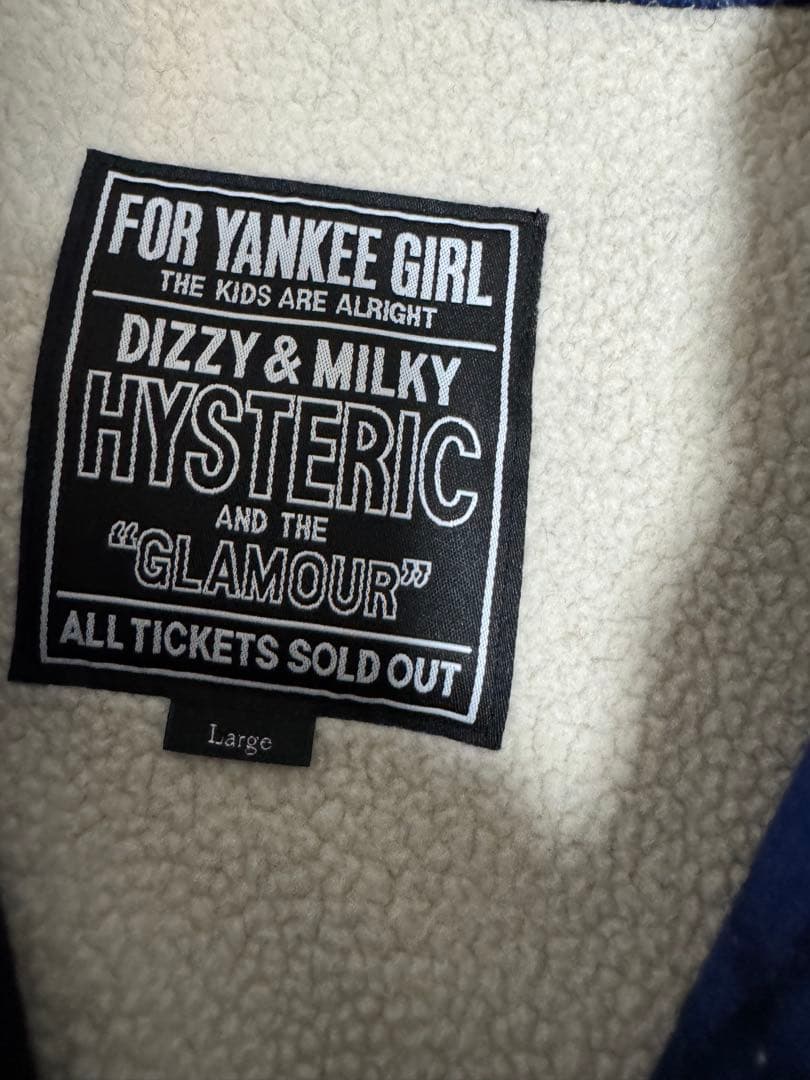 FOR YANKEE GIRL
THE KIDS ARE ALRIGHT
DIZZY & MILKY
HYSTERIC
AND THE
“GLAMOUR”
ALL TICKETS SOLD OUT
Large